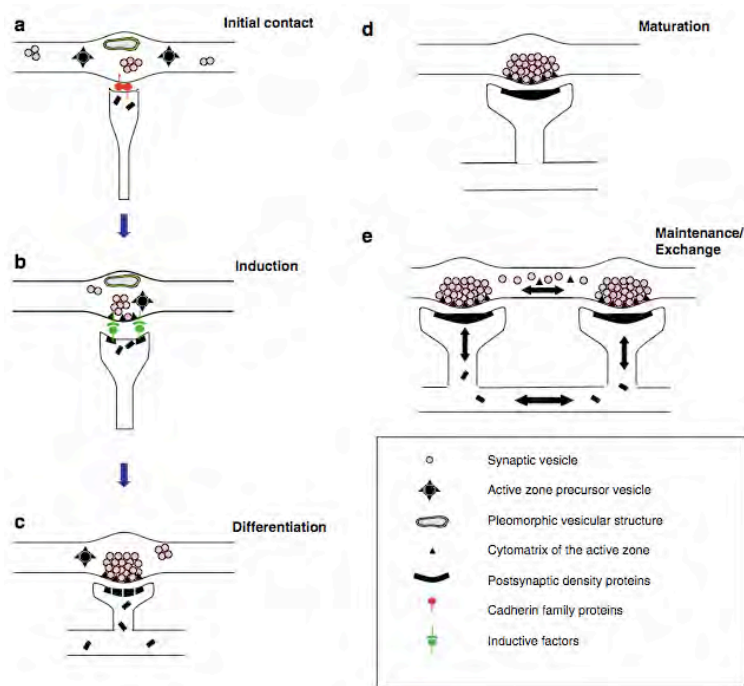 a
Initial contact
b
Induction
c
Differentiation
d
Maturation
e
Maintenance/
Exchange
Synaptic vesicle
Active zone precursor vesicle
Pleomorphic vesicular structure
Cytomatrix of the active zone
Postsynaptic density proteins
Cadherin family proteins
Inductive factors